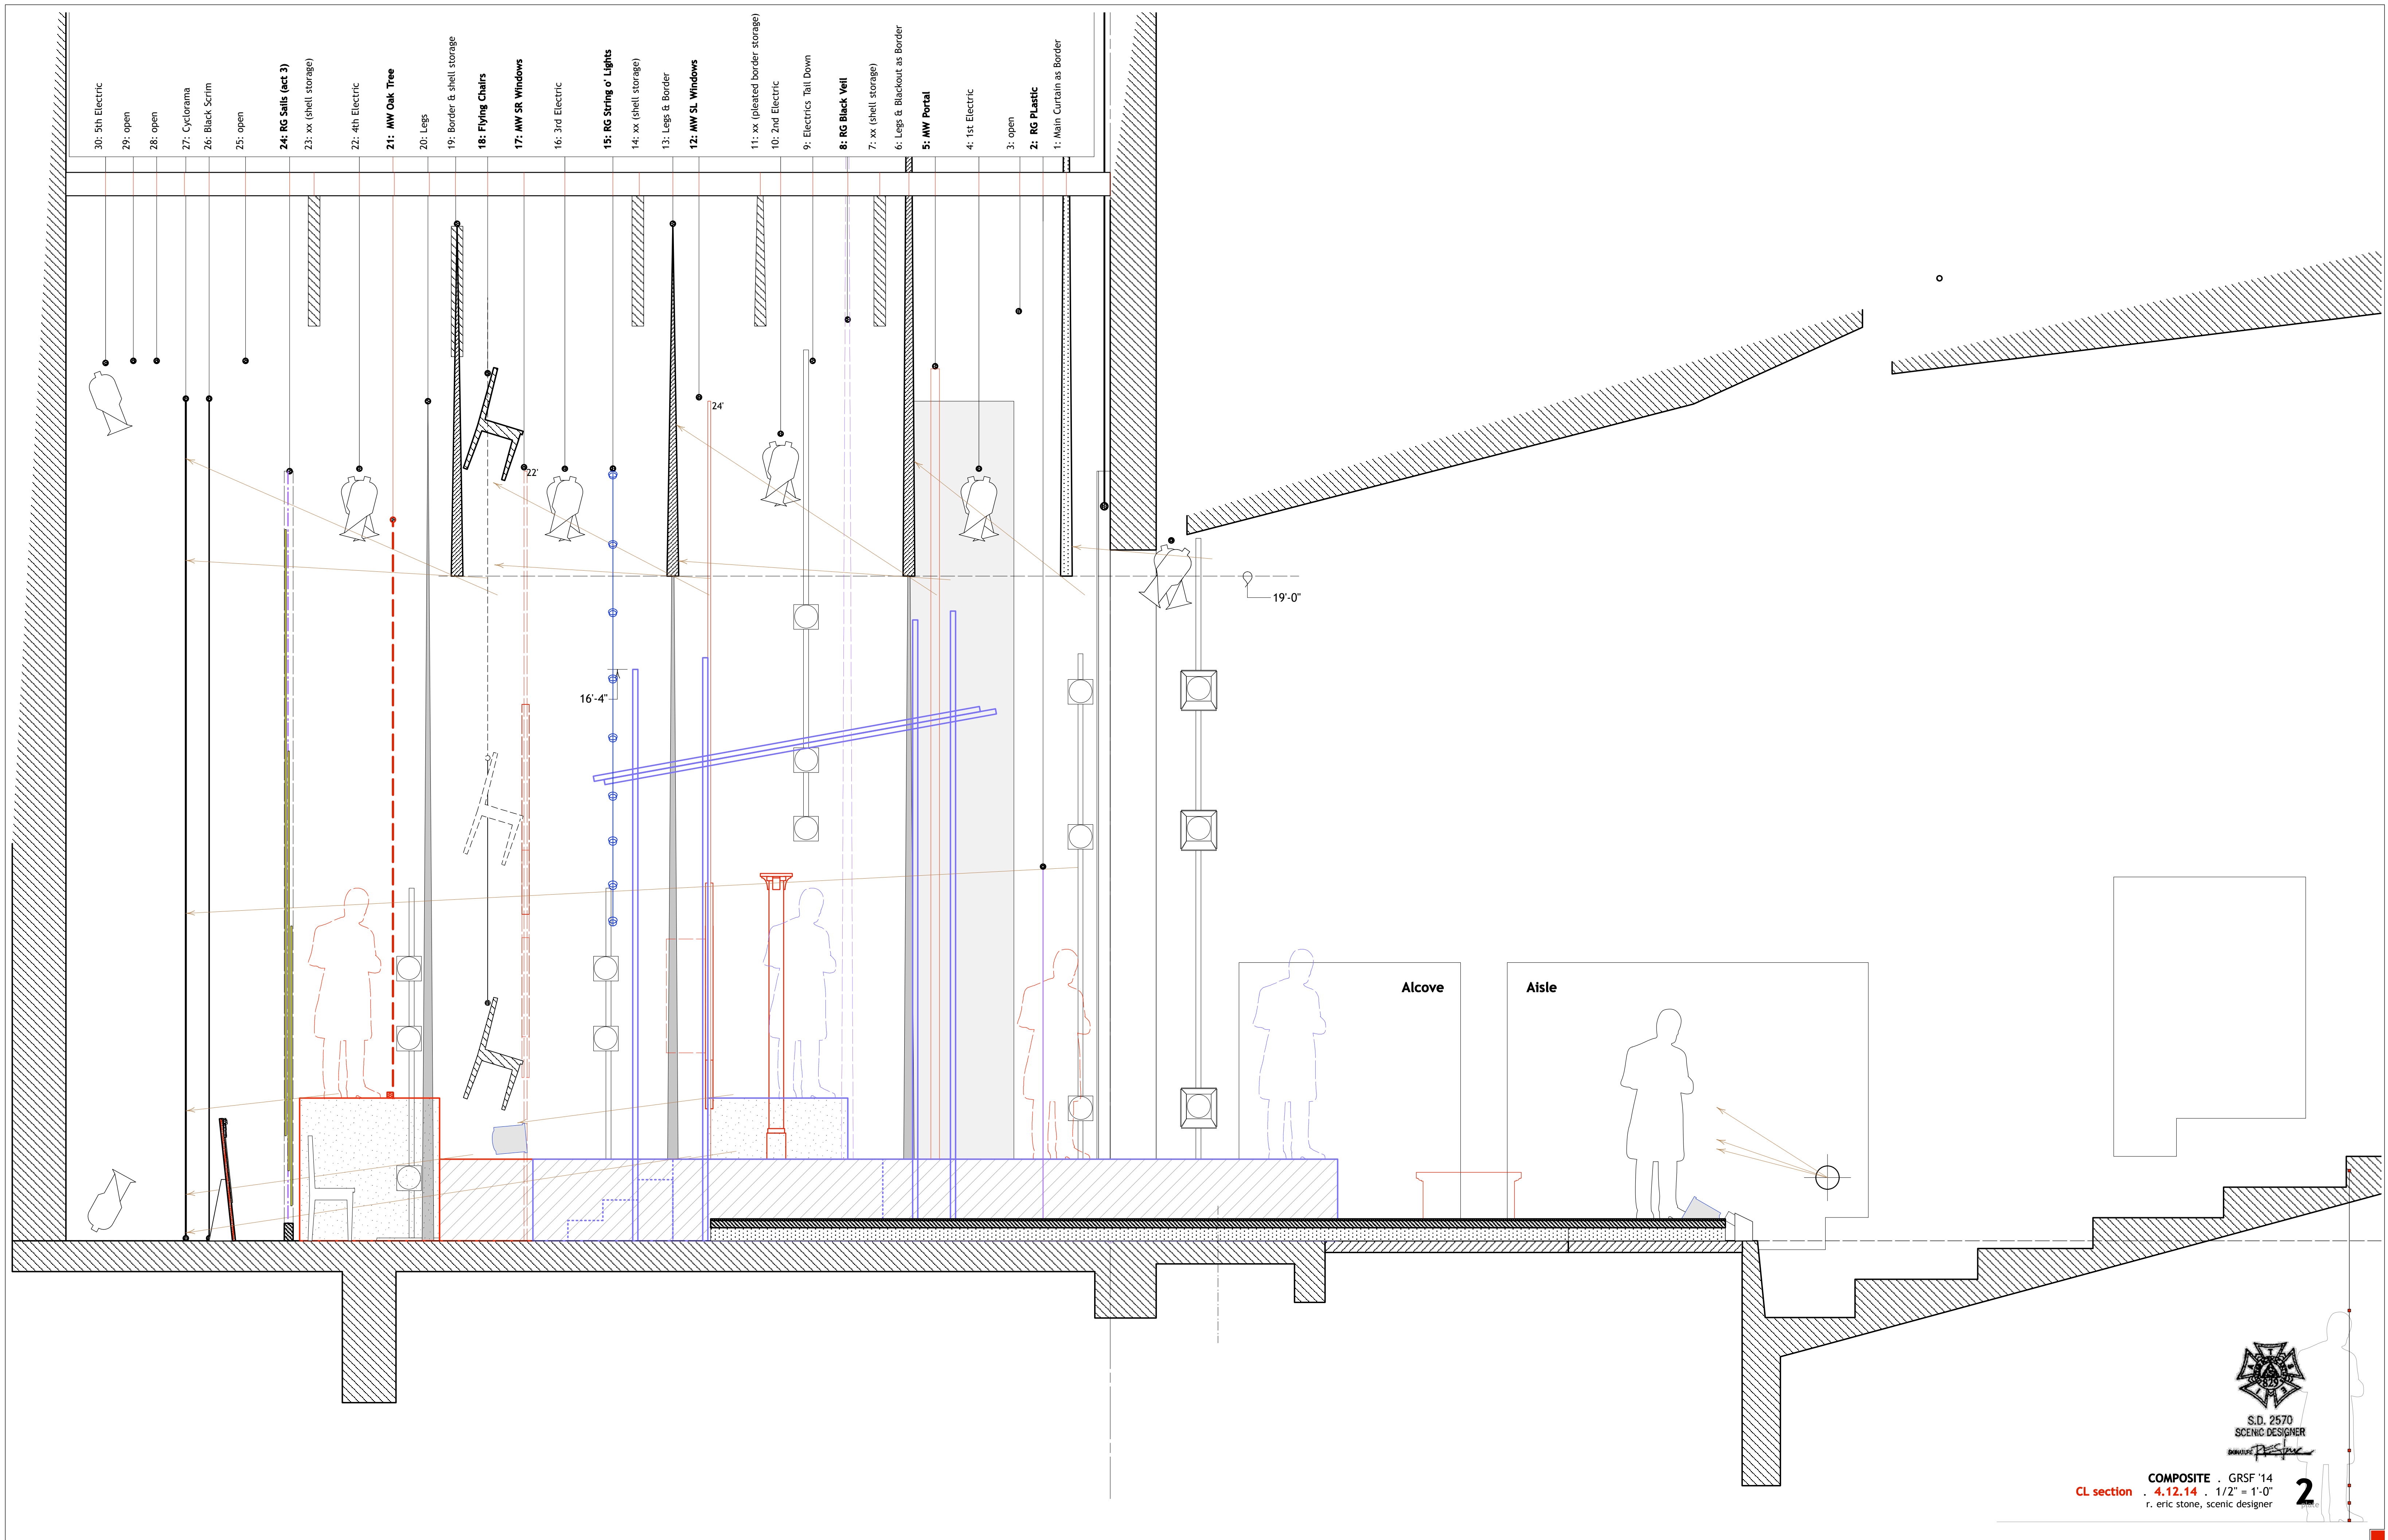 30: 5th Electric
29: open
28: open
27: Cyclorama
26: Black Scrim
25: open
24: RG Sails (act 3)
23: xx (shell storage)
22: 4th Electric
21: MW Oak Tree
20: Legs
19: Border & shell storage
18: Flying Chairs
17: MW SR Windows
16: 3rd Electric
15: RG String o' Lights
14: xx (shell storage)
13: Legs & Border
12: MW SL Windows
11: xx (pleated border storage)
10: 2nd Electric
9: Electrics Tail Down
8: RG Black Veil
7: xx (shell storage)
6: Legs & Blackout as Border
5: MW Portal
4: 1st Electric
3: open
2: RG PLastic
1: Main Curtain as Border
24'
22'
19'-0"
16'-4"
Alcove
Aisle
829
S.D. 2570
SCENIC DESIGNER
SIGNATURE
COMPOSITE . GRSF '14
CL section . 4.12.14 . 1/2" = 1'-0"
r. eric stone, scenic designer
2
plate